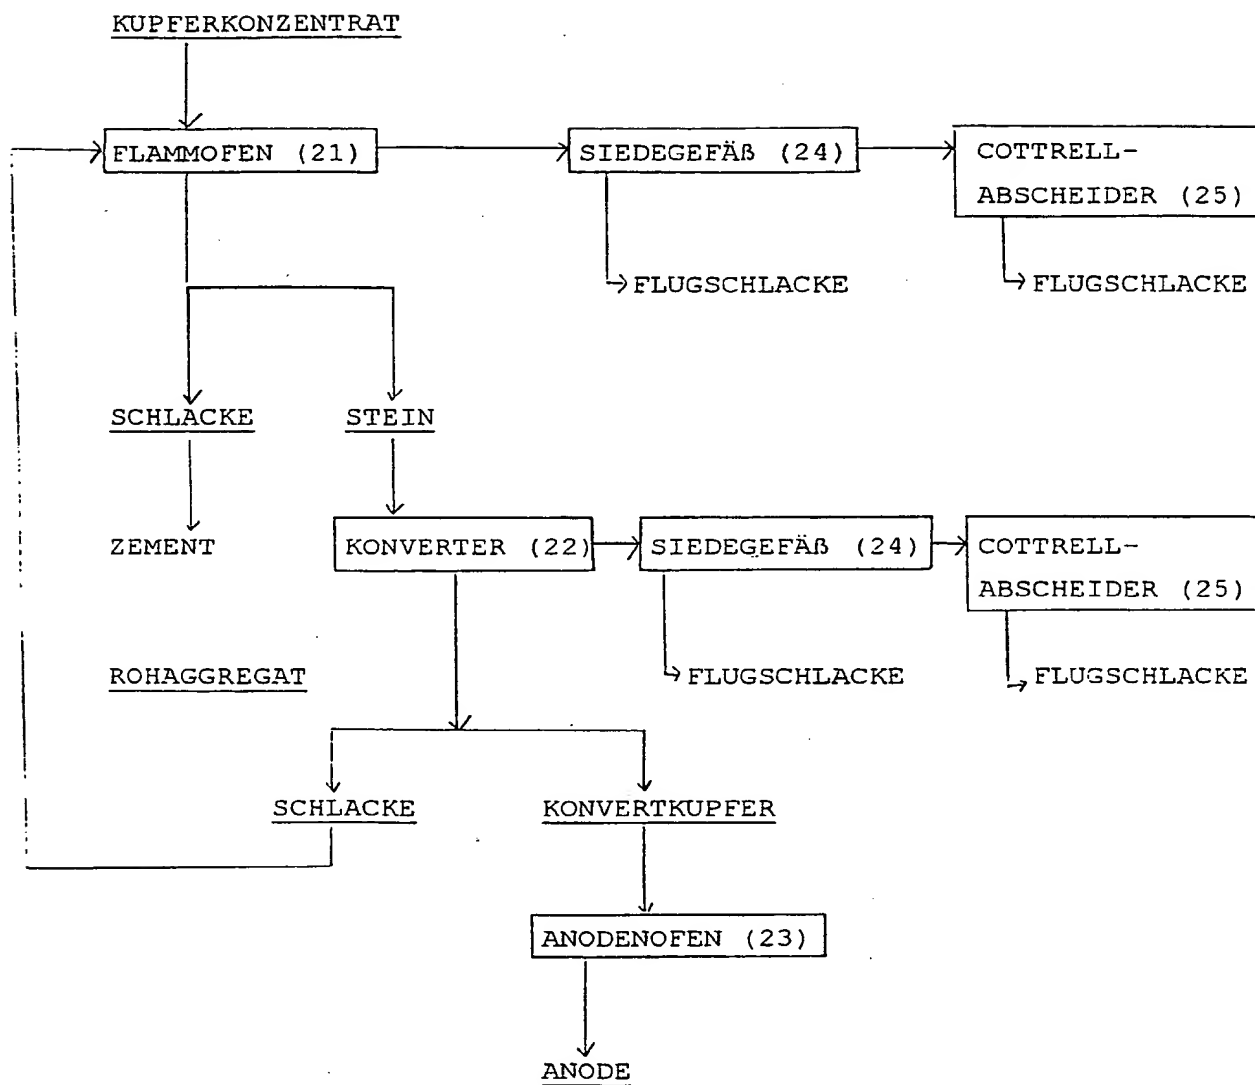 KUPFERKONZENTRAT
FLAMMOFEN (21)
SIEDEGEFÄß (24)
COTTRELL-
ABSCHEIDER (25)
FLUGSCHLACKE
FLUGSCHLACKE
SCHLACKE
STEIN
ZEMENT
KONVERTER (22)
SIEDEGEFÄß (24)
COTTRELL-
ABSCHEIDER (25)
ROHAGGREGAT
FLUGSCHLACKE
FLUGSCHLACKE
SCHLACKE
KONVERTKUPFER
ANODENOFEN (23)
ANODE